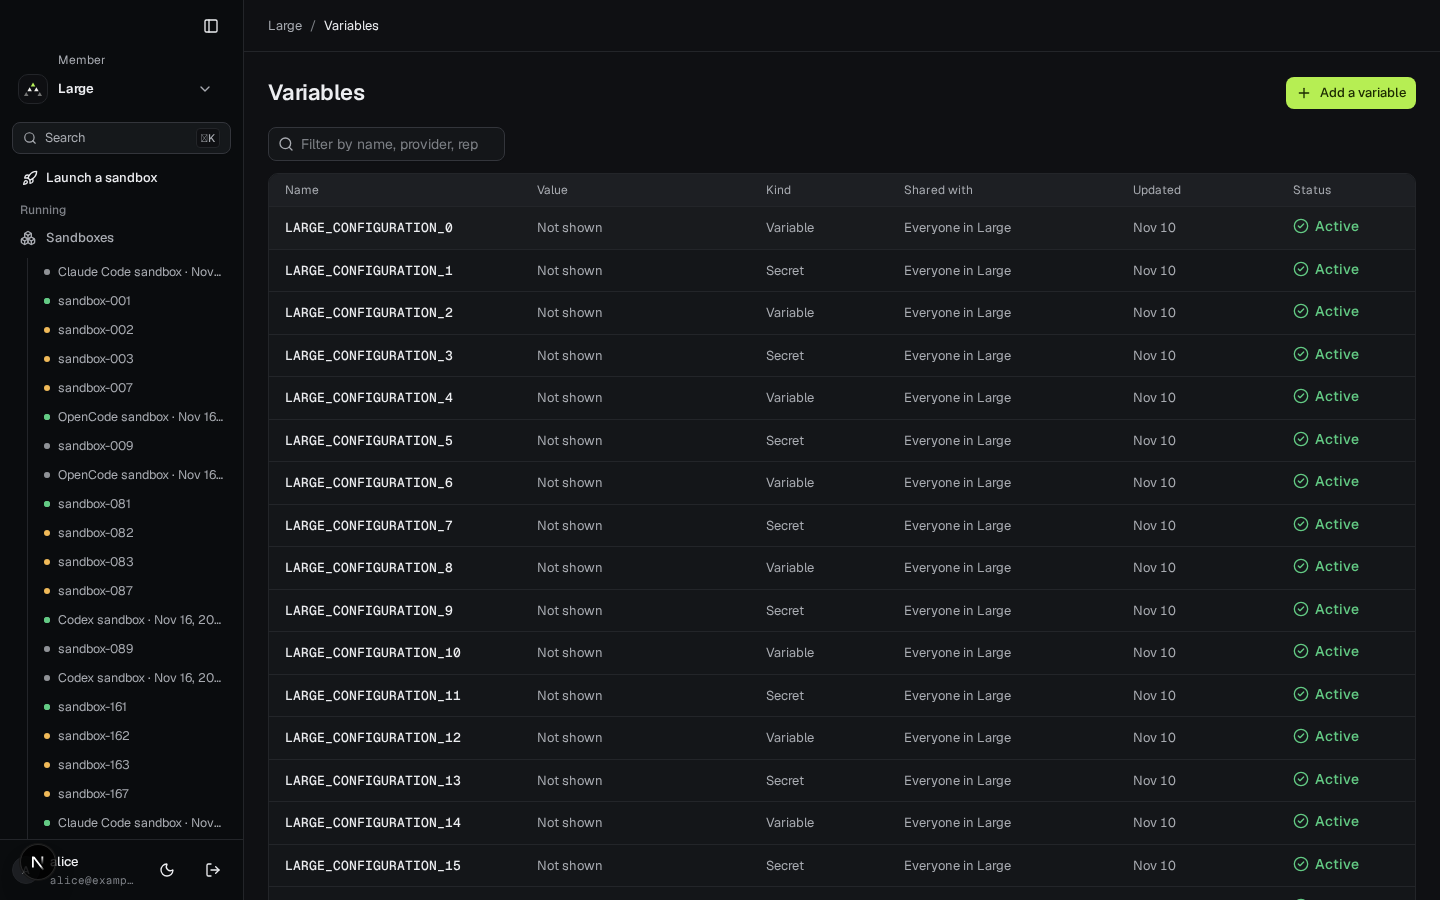 Member
Large
Search
K
Launch a sandbox
Running
Sandboxes
Claude Code sandbox · Nov…
sandbox-001
sandbox-002
sandbox-003
sandbox-007
OpenCode sandbox · Nov 16…
sandbox-009
OpenCode sandbox · Nov 16…
sandbox-081
sandbox-082
sandbox-083
sandbox-087
Codex sandbox · Nov 16, 20…
sandbox-089
Codex sandbox · Nov 16, 20…
sandbox-161
sandbox-162
sandbox-163
sandbox-167
Claude Code sandbox · Nov…
N
alice
alice@examp…
Large / Variables
Variables
Add a variable
Filter by name, provider, rep
Name Value Kind Shared with Updated Status
LARGE_CONFIGURATION_0 Not shown Variable Everyone in Large Nov 10 Active
LARGE_CONFIGURATION_1 Not shown Secret Everyone in Large Nov 10 Active
LARGE_CONFIGURATION_2 Not shown Variable Everyone in Large Nov 10 Active
LARGE_CONFIGURATION_3 Not shown Secret Everyone in Large Nov 10 Active
LARGE_CONFIGURATION_4 Not shown Variable Everyone in Large Nov 10 Active
LARGE_CONFIGURATION_5 Not shown Secret Everyone in Large Nov 10 Active
LARGE_CONFIGURATION_6 Not shown Variable Everyone in Large Nov 10 Active
LARGE_CONFIGURATION_7 Not shown Secret Everyone in Large Nov 10 Active
LARGE_CONFIGURATION_8 Not shown Variable Everyone in Large Nov 10 Active
LARGE_CONFIGURATION_9 Not shown Secret Everyone in Large Nov 10 Active
LARGE_CONFIGURATION_10 Not shown Variable Everyone in Large Nov 10 Active
LARGE_CONFIGURATION_11 Not shown Secret Everyone in Large Nov 10 Active
LARGE_CONFIGURATION_12 Not shown Variable Everyone in Large Nov 10 Active
LARGE_CONFIGURATION_13 Not shown Secret Everyone in Large Nov 10 Active
LARGE_CONFIGURATION_14 Not shown Variable Everyone in Large Nov 10 Active
LARGE_CONFIGURATION_15 Not shown Secret Everyone in Large Nov 10 Active